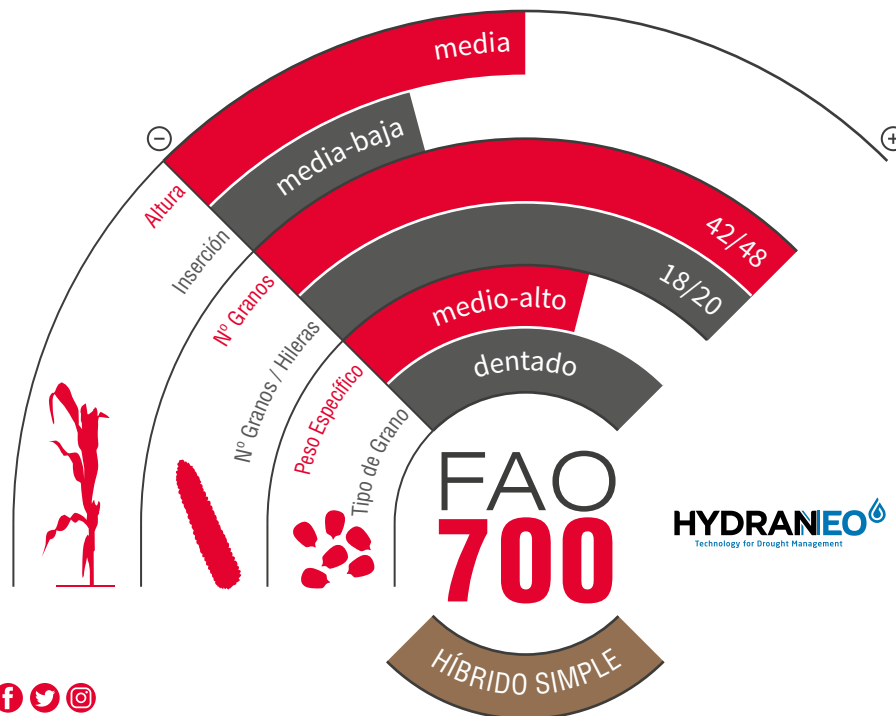 media
media-baja
42/48
18/20
medio-alto
dentado
Altura
Inserción
Nº Granos
Nº Granos / Hileras
Peso Específico
Tipo de Grano
FAO
700
HÍBRIDO SIMPLE
HYDRANEO
Technology for Drought Management